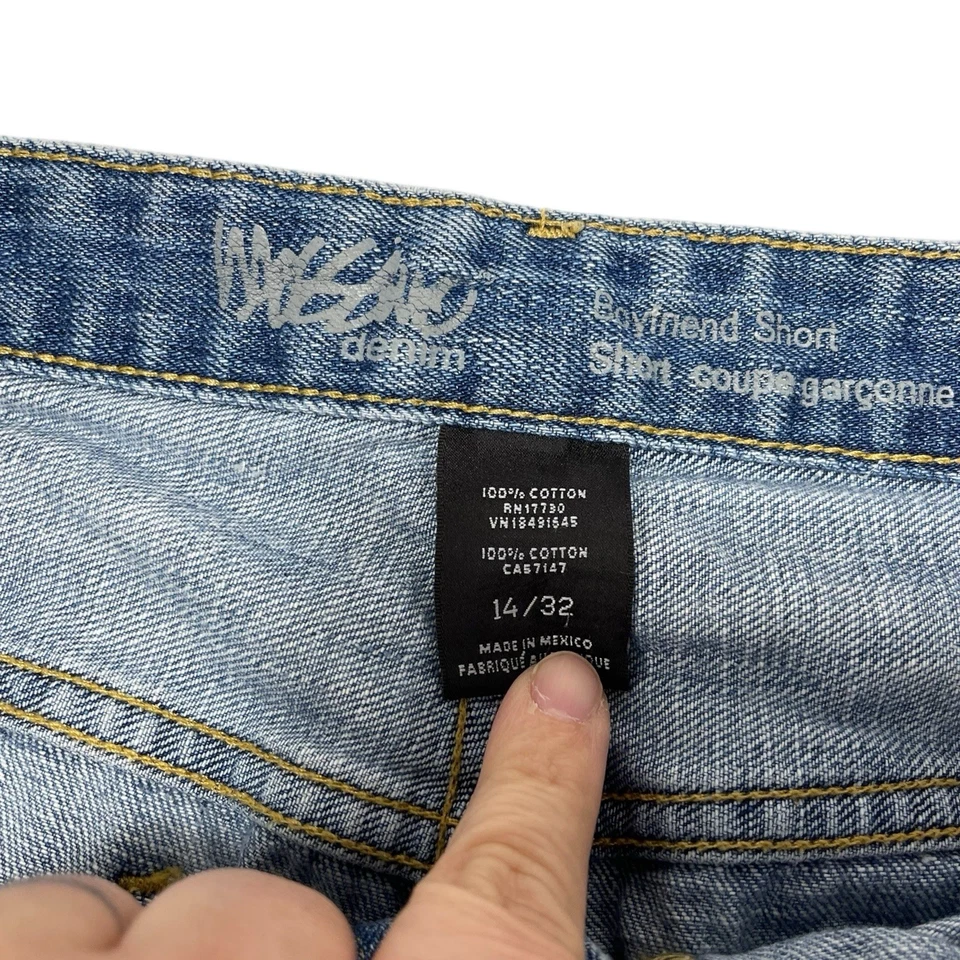 Mossimo
denim
Boyfriend Short
Short coupe garçonne
100% COTTON
RN17730
VN18491645
100% COTTON
CA57147
14/32
MADE IN MEXICO
FABRIQUÉ